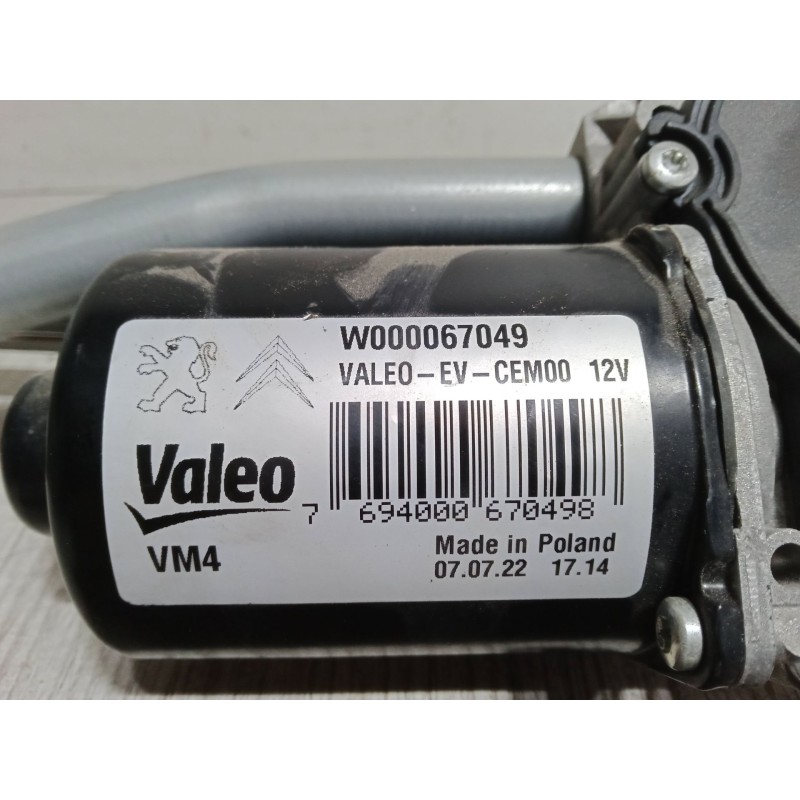 W000067049
VALEO-EV-CEM00 12V
Valeo
7 694000 670498
VM4
Made in Poland
07.07.22 17.14